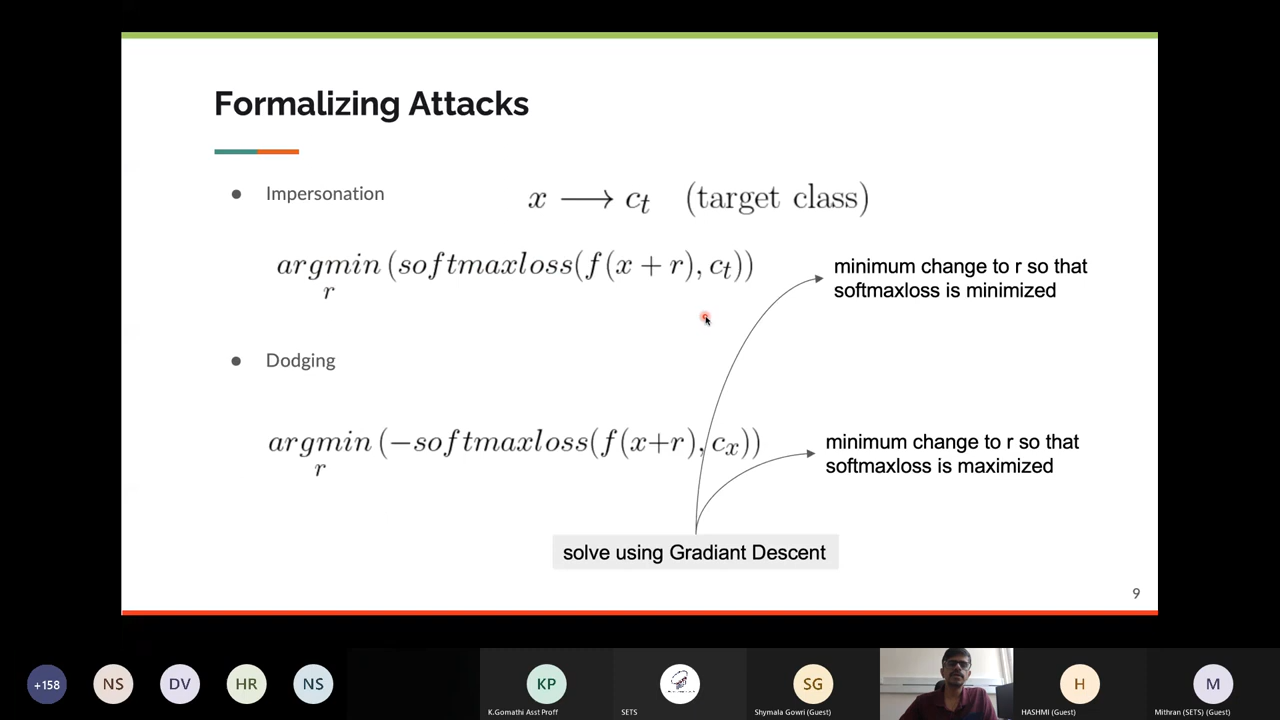 Formalizing Attacks
● Impersonation
x ⟶ c_t (target class)
argmin (softmaxloss(f(x + r), c_t))
r
minimum change to r so that
softmaxloss is minimized
● Dodging
argmin (−softmaxloss(f(x+r), c_x))
r
minimum change to r so that
softmaxloss is maximized
solve using Gradiant Descent
9
+158
NS
DV
HR
NS
KP
SG
H
M
K.Gomathi Asst Proff
SETS
Shymala Gowri (Guest)
HASHMI (Guest)
Mithran (SETS) (Guest)